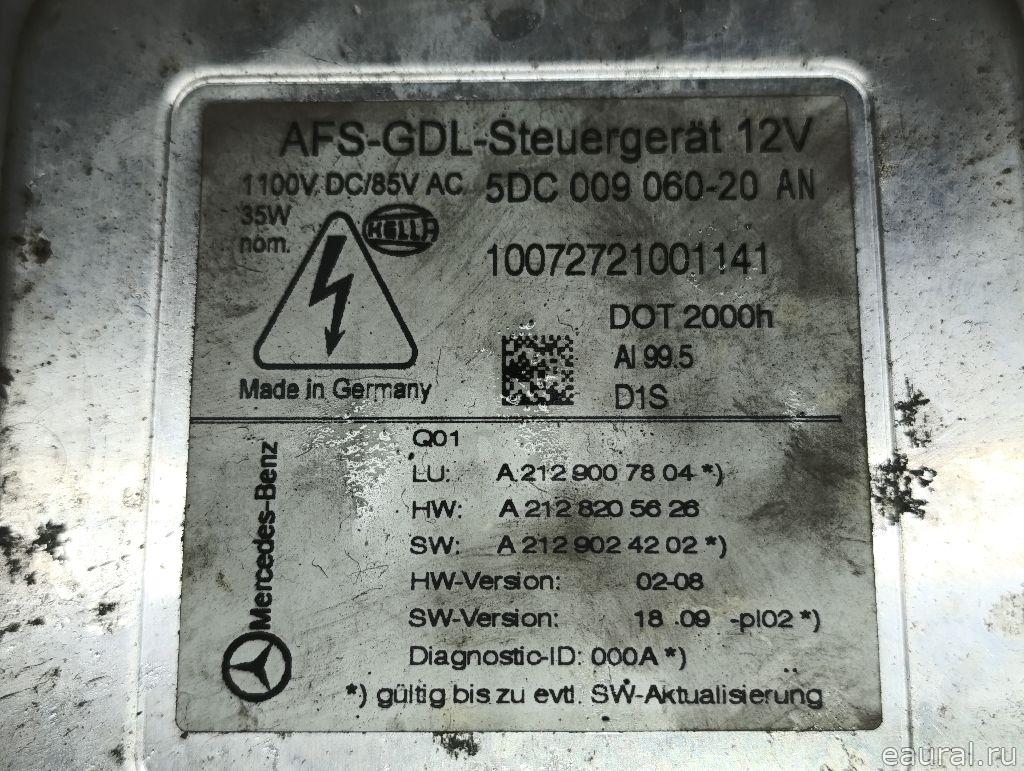 AFS-GDL-Steuergerät 12V
1100V DC/85V AC 5DC 009 060-20 AN
35W
nom.
HELLA
10072721001141
DOT 2000h
Al 99.5
D1S
Made in Germany
Mercedes-Benz
Q01
LU: A 212 900 78 04 *)
HW: A 212 820 56 26
SW: A 212 902 42 02 *)
HW-Version: 02-08
SW-Version: 18 .09 -pl02 *)
Diagnostic-ID: 000A *)
*) gültig bis zu evtl. SW-Aktualisierung
eaural.ru